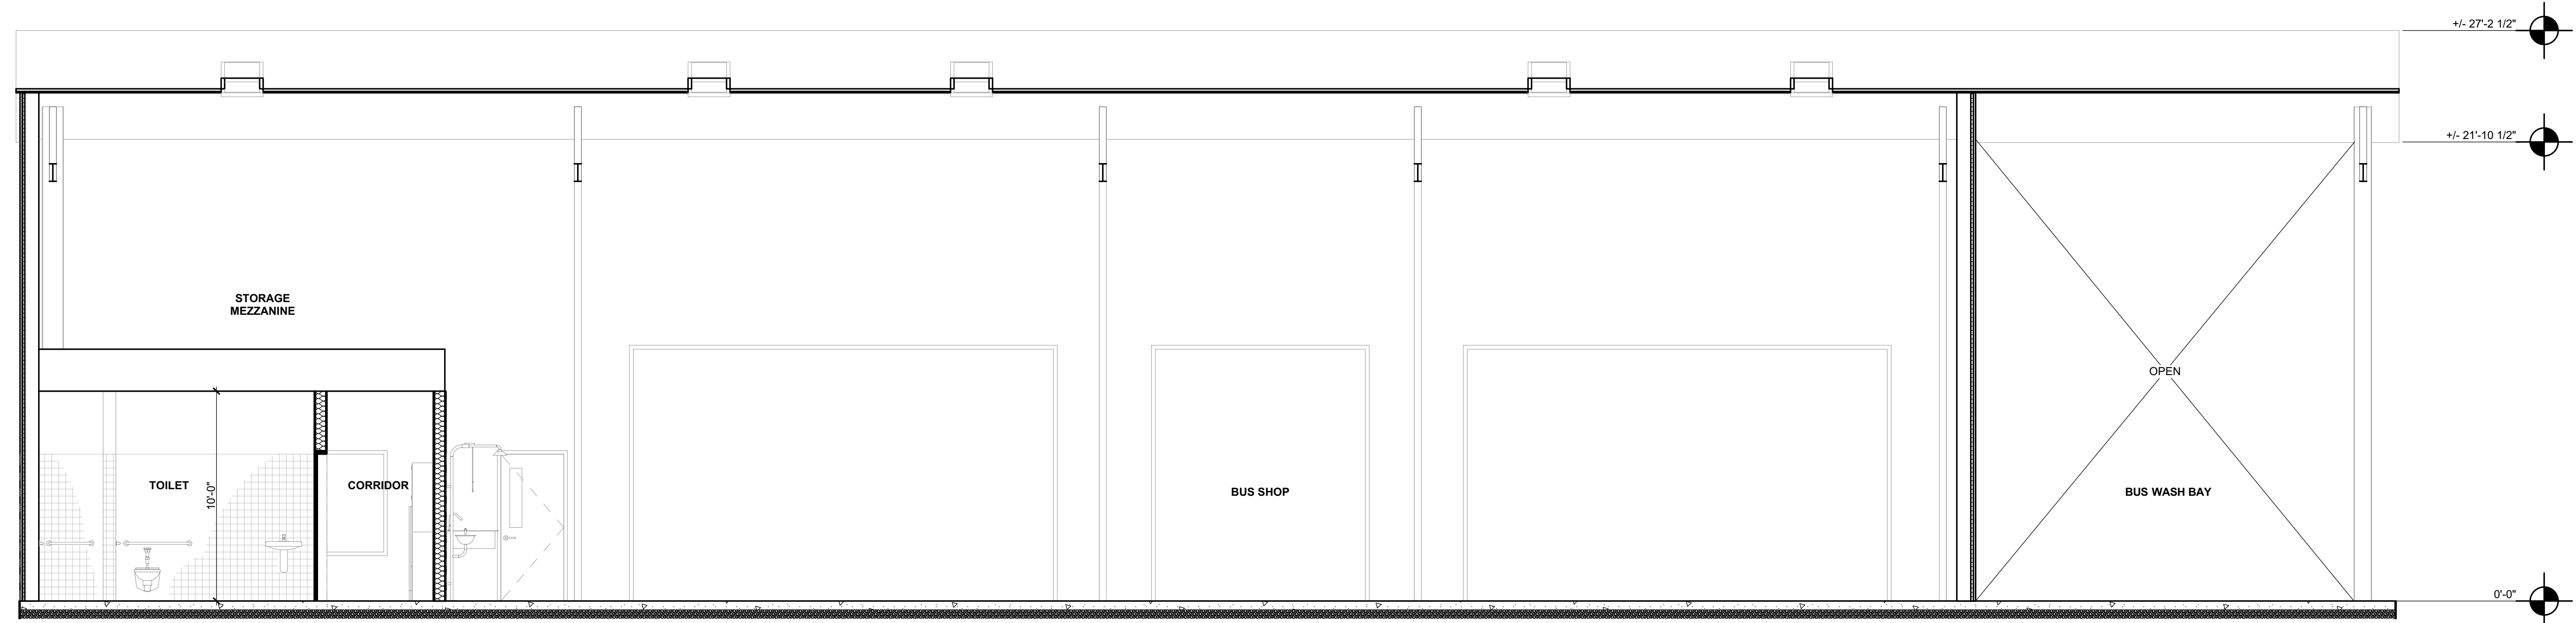 +/- 27'-2 1/2"
+/- 21'-10 1/2"
STORAGE
MEZZANINE
OPEN
TOILET
10'-0"
CORRIDOR
BUS SHOP
BUS WASH BAY
0'-0"